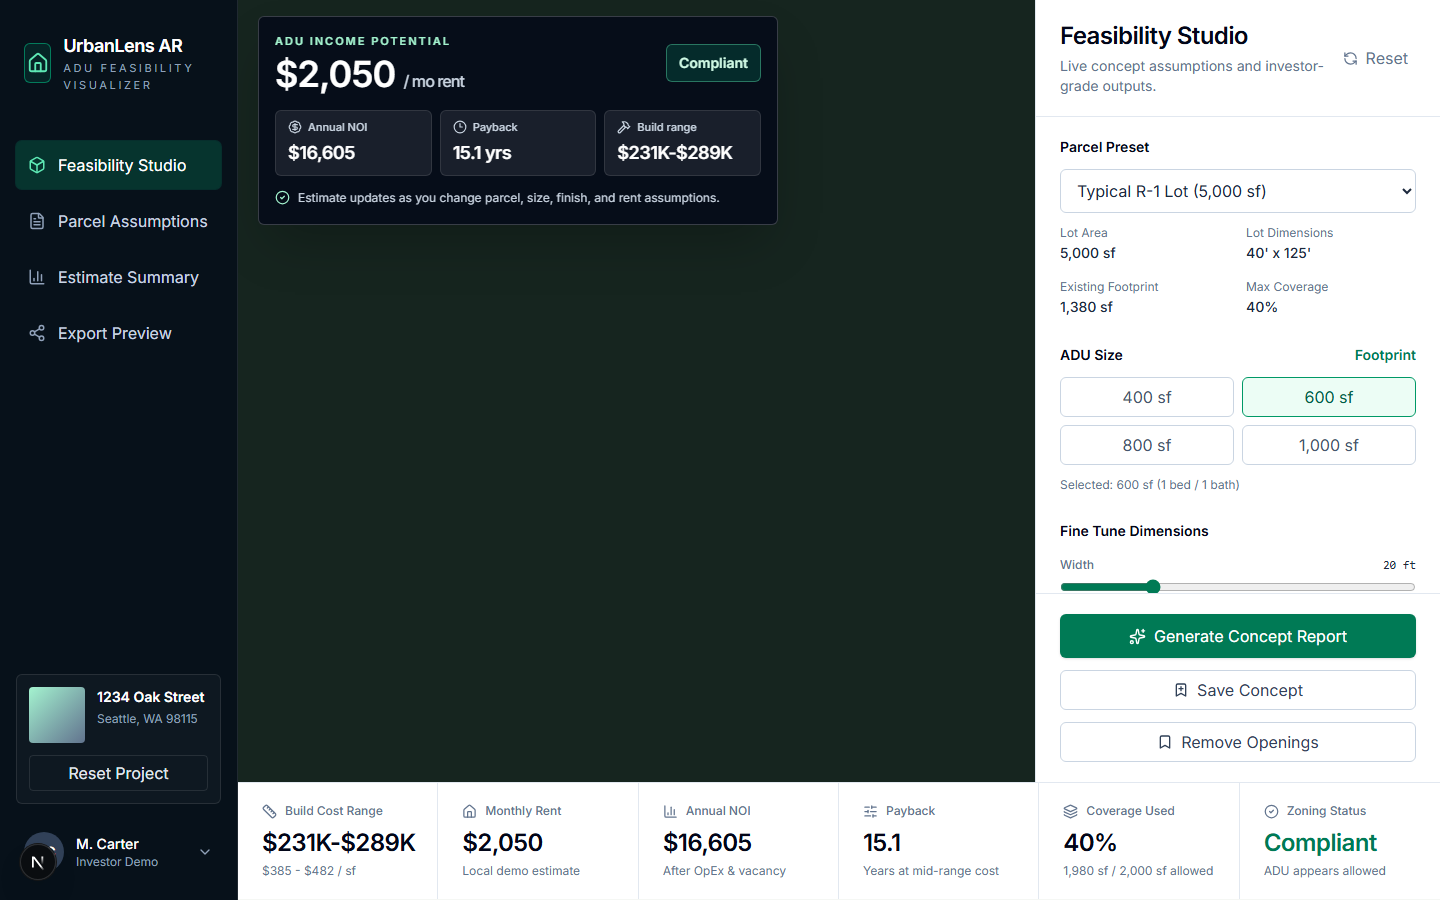 UrbanLens AR
ADU FEASIBILITY
VISUALIZER
Feasibility Studio
Parcel Assumptions
Estimate Summary
Export Preview
1234 Oak Street
Seattle, WA 98115
Reset Project
M. Carter
Investor Demo
N
ADU INCOME POTENTIAL
$2,050 / mo rent
Compliant
Annual NOI
$16,605
Payback
15.1 yrs
Build range
$231K-$289K
Estimate updates as you change parcel, size, finish, and rent assumptions.
Feasibility Studio
Live concept assumptions and investor-
grade outputs.
Reset
Parcel Preset
Typical R-1 Lot (5,000 sf)
Lot Area
5,000 sf
Lot Dimensions
40' x 125'
Existing Footprint
1,380 sf
Max Coverage
40%
ADU Size
Footprint
400 sf
600 sf
800 sf
1,000 sf
Selected: 600 sf (1 bed / 1 bath)
Fine Tune Dimensions
Width
20 ft
Generate Concept Report
Save Concept
Remove Openings
Build Cost Range
$231K-$289K
$385 - $482 / sf
Monthly Rent
$2,050
Local demo estimate
Annual NOI
$16,605
After OpEx & vacancy
Payback
15.1
Years at mid-range cost
Coverage Used
40%
1,980 sf / 2,000 sf allowed
Zoning Status
Compliant
ADU appears allowed